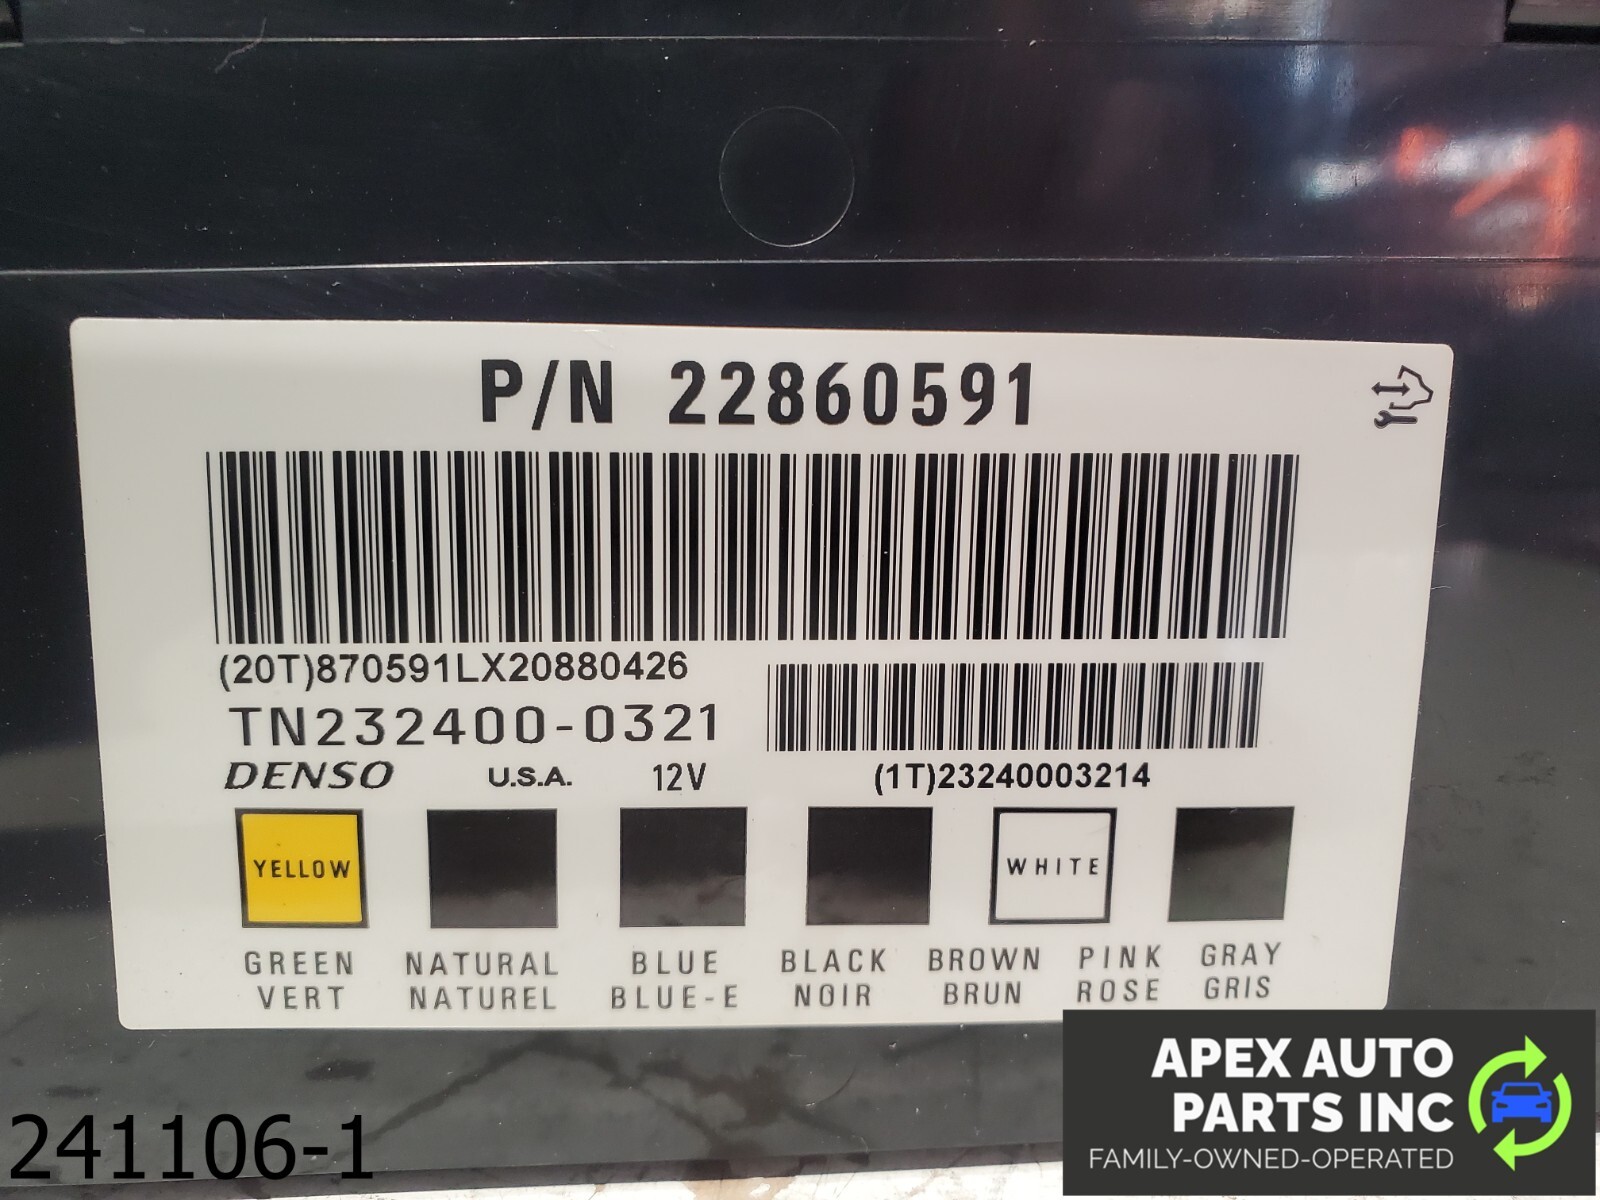 P/N 22860591
(20T)870591LX20880426
TN232400-0321
DENSO U.S.A. 12V (1T)23240003214
YELLOW WHITE
GREEN NATURAL BLUE BLACK BROWN PINK GRAY
VERT NATUREL BLUE-E NOIR BRUN ROSE GRIS
APEX AUTO
PARTS INC
FAMILY-OWNED-OPERATED
241106-1